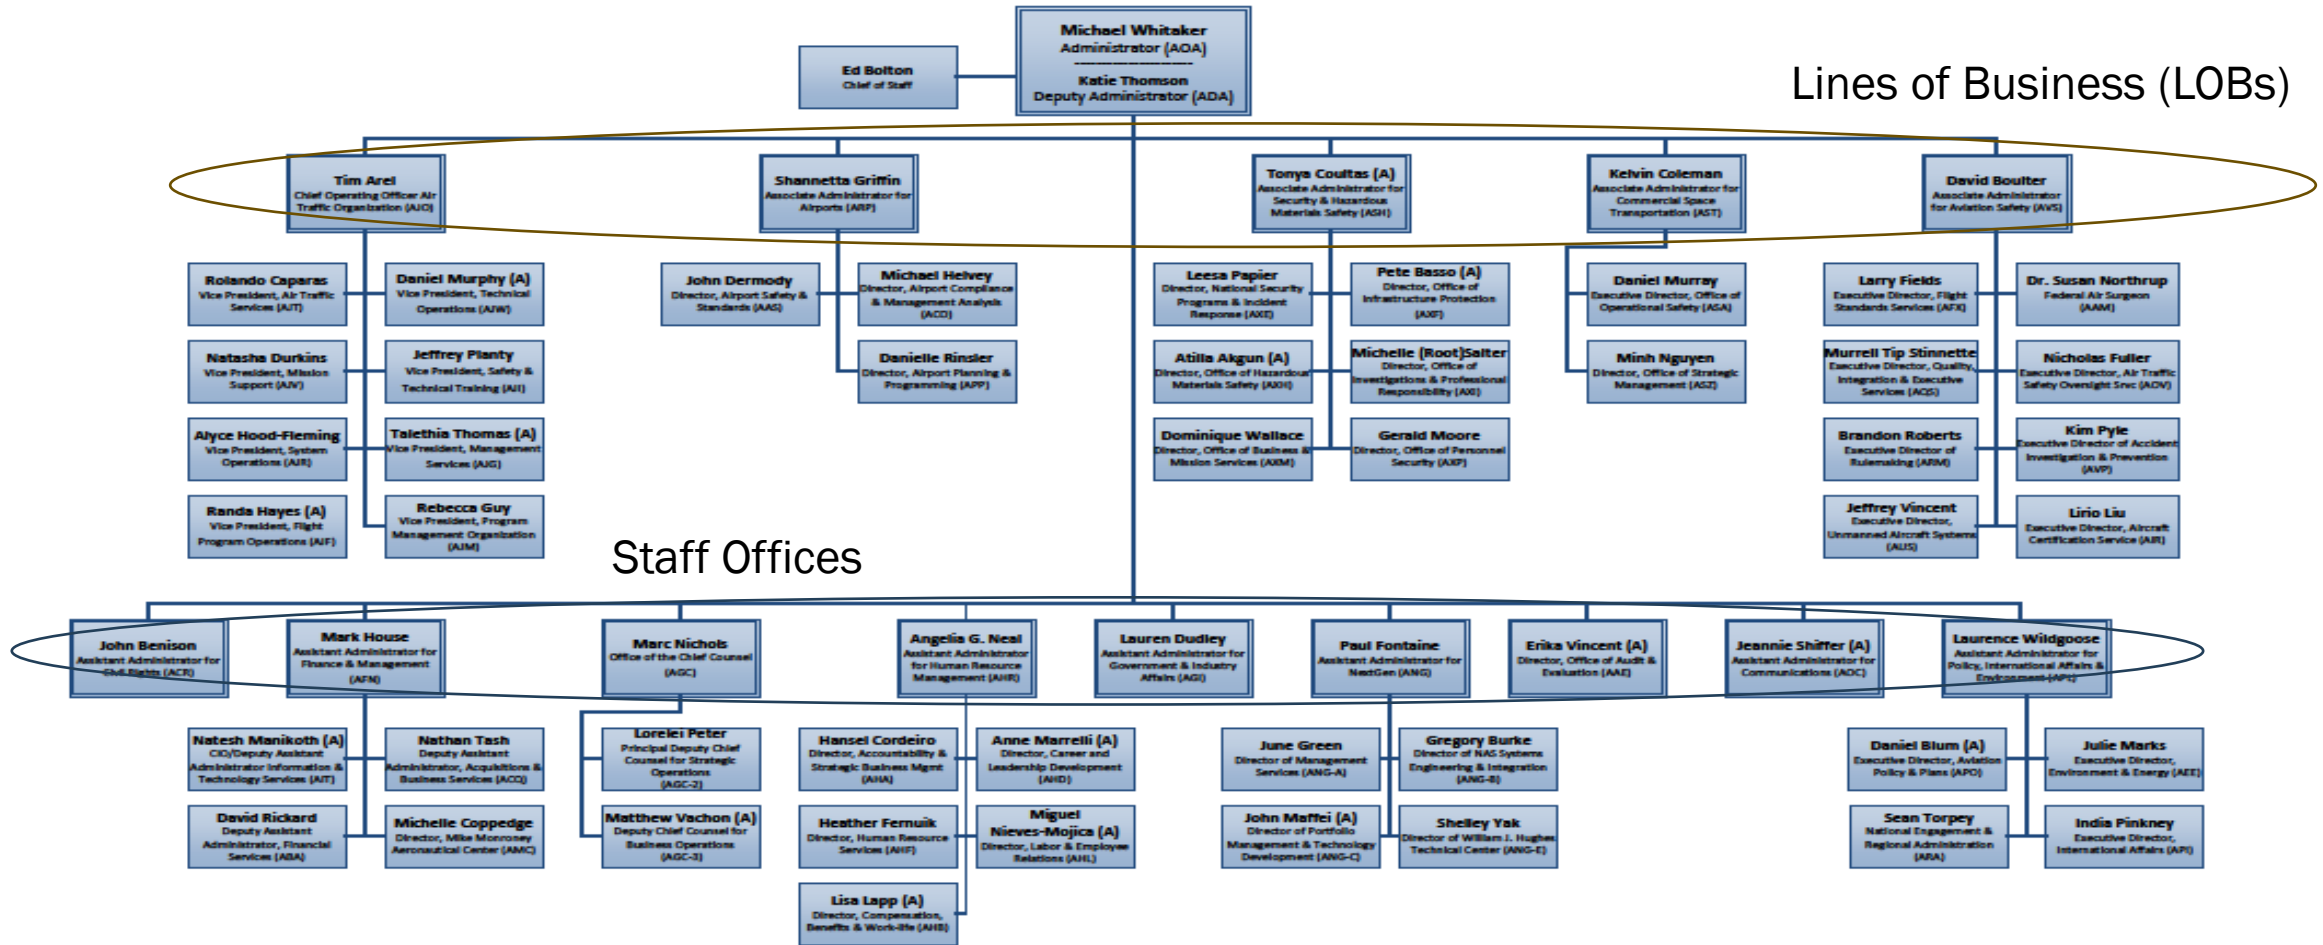 Michael Whitaker
Administrator (AOA)
--------------------
Katie Thomson
Deputy Administrator (ADA)
Ed Bolton
Chief of Staff
Lines of Business (LOBs)
Tim Arel
Chief Operating Officer Air
Traffic Organization (AJO)
Shannetta Griffin
Associate Administrator for
Airports (ARP)
Tonya Coultas (A)
Associate Administrator for
Security & Hazardous
Materials Safety (ASH)
Kelvin Coleman
Associate Administrator for
Commercial Space
Transportation (AST)
David Boulter
Associate Administrator
for Aviation Safety (AVS)
Rolando Caparas
Vice President, Air Traffic
Services (AJT)
Daniel Murphy (A)
Vice President, Technical
Operations (AJW)
Natasha Durkins
Vice President, Mission
Support (AJV)
Jeffrey Planty
Vice President, Safety &
Technical Training (AJI)
Alyce Hood-Fleming
Vice President, System
Operations (AJR)
Talethia Thomas (A)
Vice President, Management
Services (AJG)
Randa Hayes (A)
Vice President, Flight
Program Operations (AJF)
Rebecca Guy
Vice President, Program
Management Organization
(AJM)
John Dermody
Director, Airport Safety &
Standards (AAS)
Michael Helvey
Director, Airport Compliance
& Management Analysis
(ACO)
Danielle Rinsler
Director, Airport Planning &
Programming (APP)
Leesa Papier
Director, National Security
Programs & Incident
Response (AXE)
Pete Basso (A)
Director, Office of
Infrastructure Protection
(AXF)
Atilla Akgun (A)
Director, Office of Hazardous
Materials Safety (AXH)
Michelle (Root)Salter
Director, Office of
Investigations & Professional
Responsibility (AXI)
Dominique Wallace
Director, Office of Business &
Mission Services (AXM)
Gerald Moore
Director, Office of Personnel
Security (AXP)
Daniel Murray
Executive Director, Office of
Operational Safety (ASA)
Minh Nguyen
Director, Office of Strategic
Management (ASZ)
Larry Fields
Executive Director, Flight
Standards Services (AFX)
Dr. Susan Northrup
Federal Air Surgeon
(AAM)
Murrell Tip Stinnette
Executive Director, Quality,
Integration & Executive
Services (AQS)
Nicholas Fuller
Executive Director, Air Traffic
Safety Oversight Srvc (AOV)
Brandon Roberts
Executive Director of
Rulemaking (ARM)
Kim Pyle
Executive Director of Accident
Investigation & Prevention
(AVP)
Jeffrey Vincent
Executive Director,
Unmanned Aircraft Systems
(AUS)
Lirio Liu
Executive Director, Aircraft
Certification Service (AIR)
Staff Offices
John Benison
Assistant Administrator for
Civil Rights (ACR)
Mark House
Assistant Administrator for
Finance & Management
(AFN)
Marc Nichols
Office of the Chief Counsel
(AGC)
Angelia G. Neal
Assistant Administrator
for Human Resource
Management (AHR)
Lauren Dudley
Assistant Administrator for
Government & Industry
Affairs (AGI)
Paul Fontaine
Assistant Administrator for
NextGen (ANG)
Erika Vincent (A)
Director, Office of Audit &
Evaluation (AAE)
Jeannie Shiffer (A)
Assistant Administrator for
Communications (AOC)
Laurence Wildgoose
Assistant Administrator for
Policy, International Affairs &
Environment (APL)
Natesh Manikoth (A)
CIO/Deputy Assistant
Administrator Information &
Technology Services (AIT)
Nathan Tash
Deputy Assistant
Administrator, Acquisitions &
Business Services (ACQ)
David Rickard
Deputy Assistant
Administrator, Financial
Services (ABA)
Michelle Coppedge
Director, Mike Monroney
Aeronautical Center (AMC)
Lorelei Peter
Principal Deputy Chief
Counsel for Strategic
Operations
(AGC-2)
Matthew Vachon (A)
Deputy Chief Counsel for
Business Operations
(AGC-3)
Hansel Cordeiro
Director, Accountability &
Strategic Business Mgmt
(AHA)
Anne Marrelli (A)
Director, Career and
Leadership Development
(AHD)
Heather Fernuik
Director, Human Resource
Services (AHF)
Miguel
Nieves-Mojica (A)
Director, Labor & Employee
Relations (AHL)
Lisa Lapp (A)
Director, Compensation,
Benefits & Work-life (AHB)
June Green
Director of Management
Services (ANG-A)
Gregory Burke
Director of NAS Systems
Engineering & Integration
(ANG-B)
John Maffei (A)
Director of Portfolio
Management & Technology
Development (ANG-C)
Shelley Yak
Director of William J. Hughes
Technical Center (ANG-E)
Daniel Blum (A)
Executive Director, Aviation
Policy & Plans (APO)
Julie Marks
Executive Director,
Environment & Energy (AEE)
Sean Torpey
National Engagement &
Regional Administration
(ARA)
India Pinkney
Executive Director,
International Affairs (API)